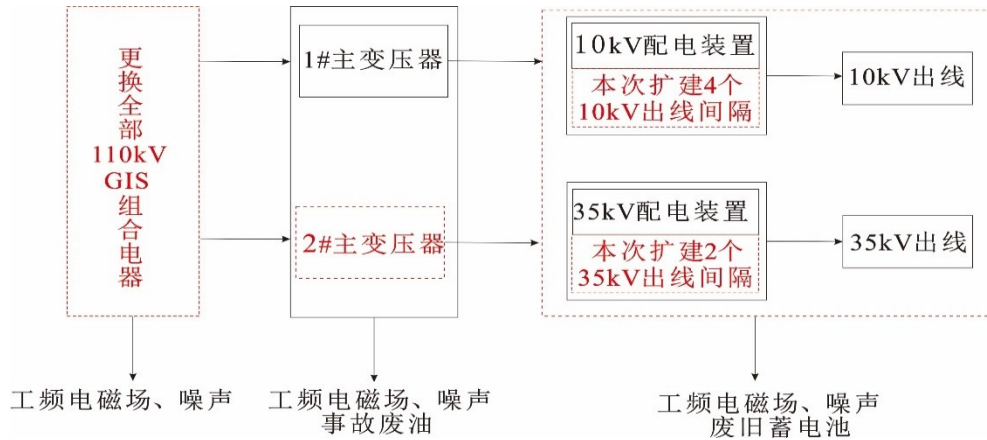 更
换
全
部
110kV
GIS
组
合
电
器
1#主变压器
2#主变压器
10kV配电装置
本次扩建4个
10kV出线间隔
10kV出线
35kV配电装置
本次扩建2个
35kV出线间隔
35kV出线
工频电磁场、噪声
工频电磁场、噪声
事故废油
工频电磁场、噪声
废旧蓄电池